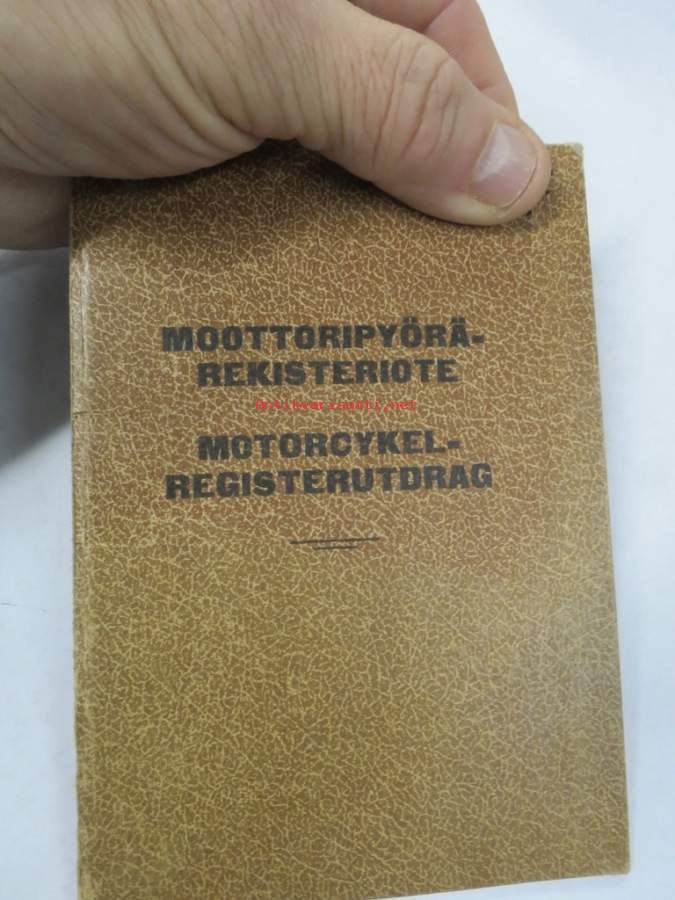 MOOTTORIPYÖRÄ-
REKISTERIOTE
Antikvariaatti.net
MOTORCYKEL-
REGISTERUTDRAG